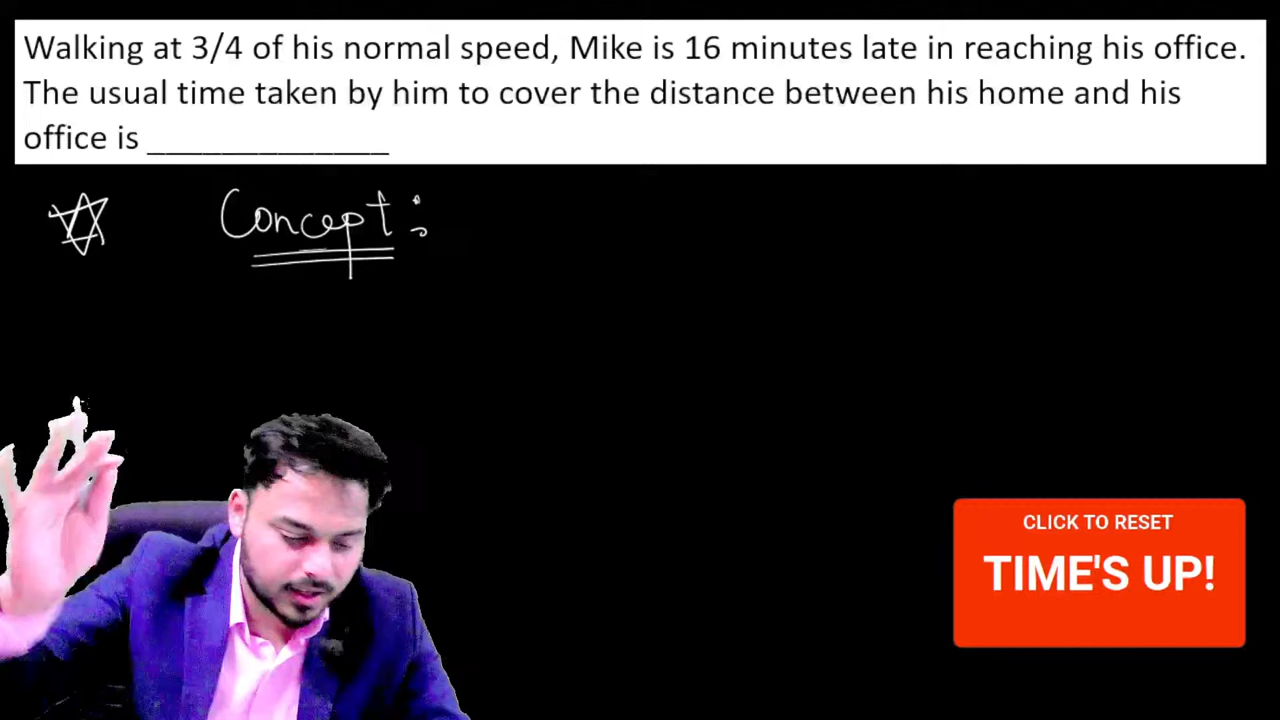 Walking at 3/4 of his normal speed, Mike is 16 minutes late in reaching his office.
The usual time taken by him to cover the distance between his home and his
office is _____________
Concept:
CLICK TO RESET
TIME'S UP!